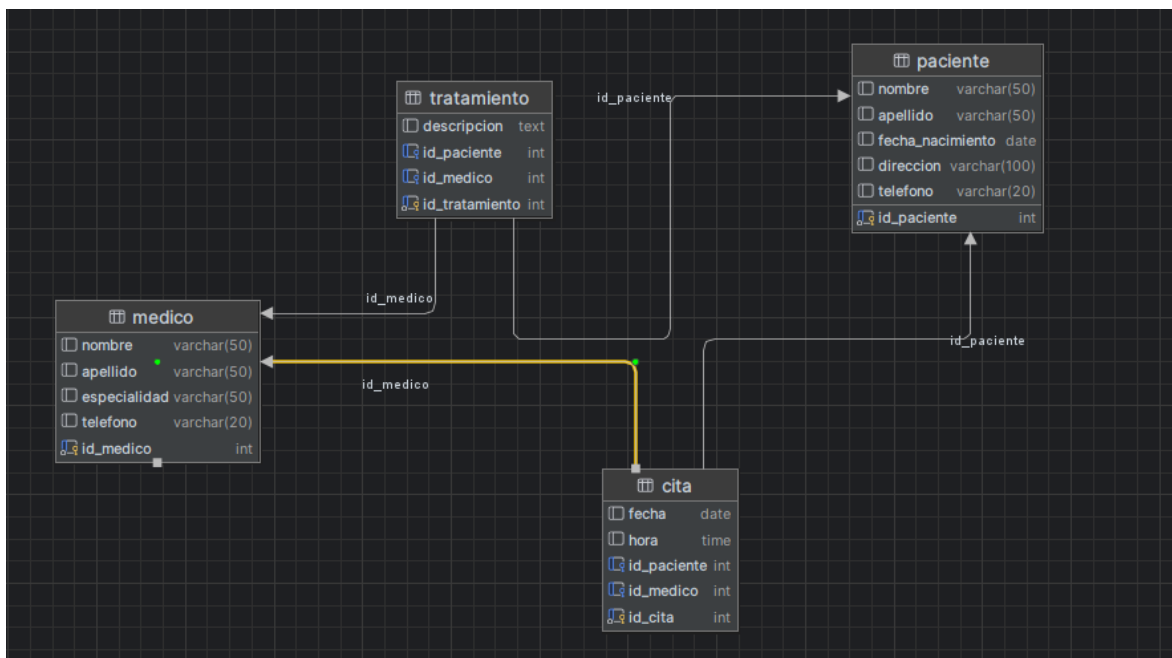 tratamiento
descripcion text
id_paciente int
id_medico int
id_tratamiento int
id_paciente
paciente
nombre varchar(50)
apellido varchar(50)
fecha_nacimiento date
direccion varchar(100)
telefono varchar(20)
id_paciente int
id_medico
medico
nombre varchar(50)
apellido varchar(50)
especialidad varchar(50)
telefono varchar(20)
id_medico int
id_medico
id_paciente
cita
fecha date
hora time
id_paciente int
id_medico int
id_cita int